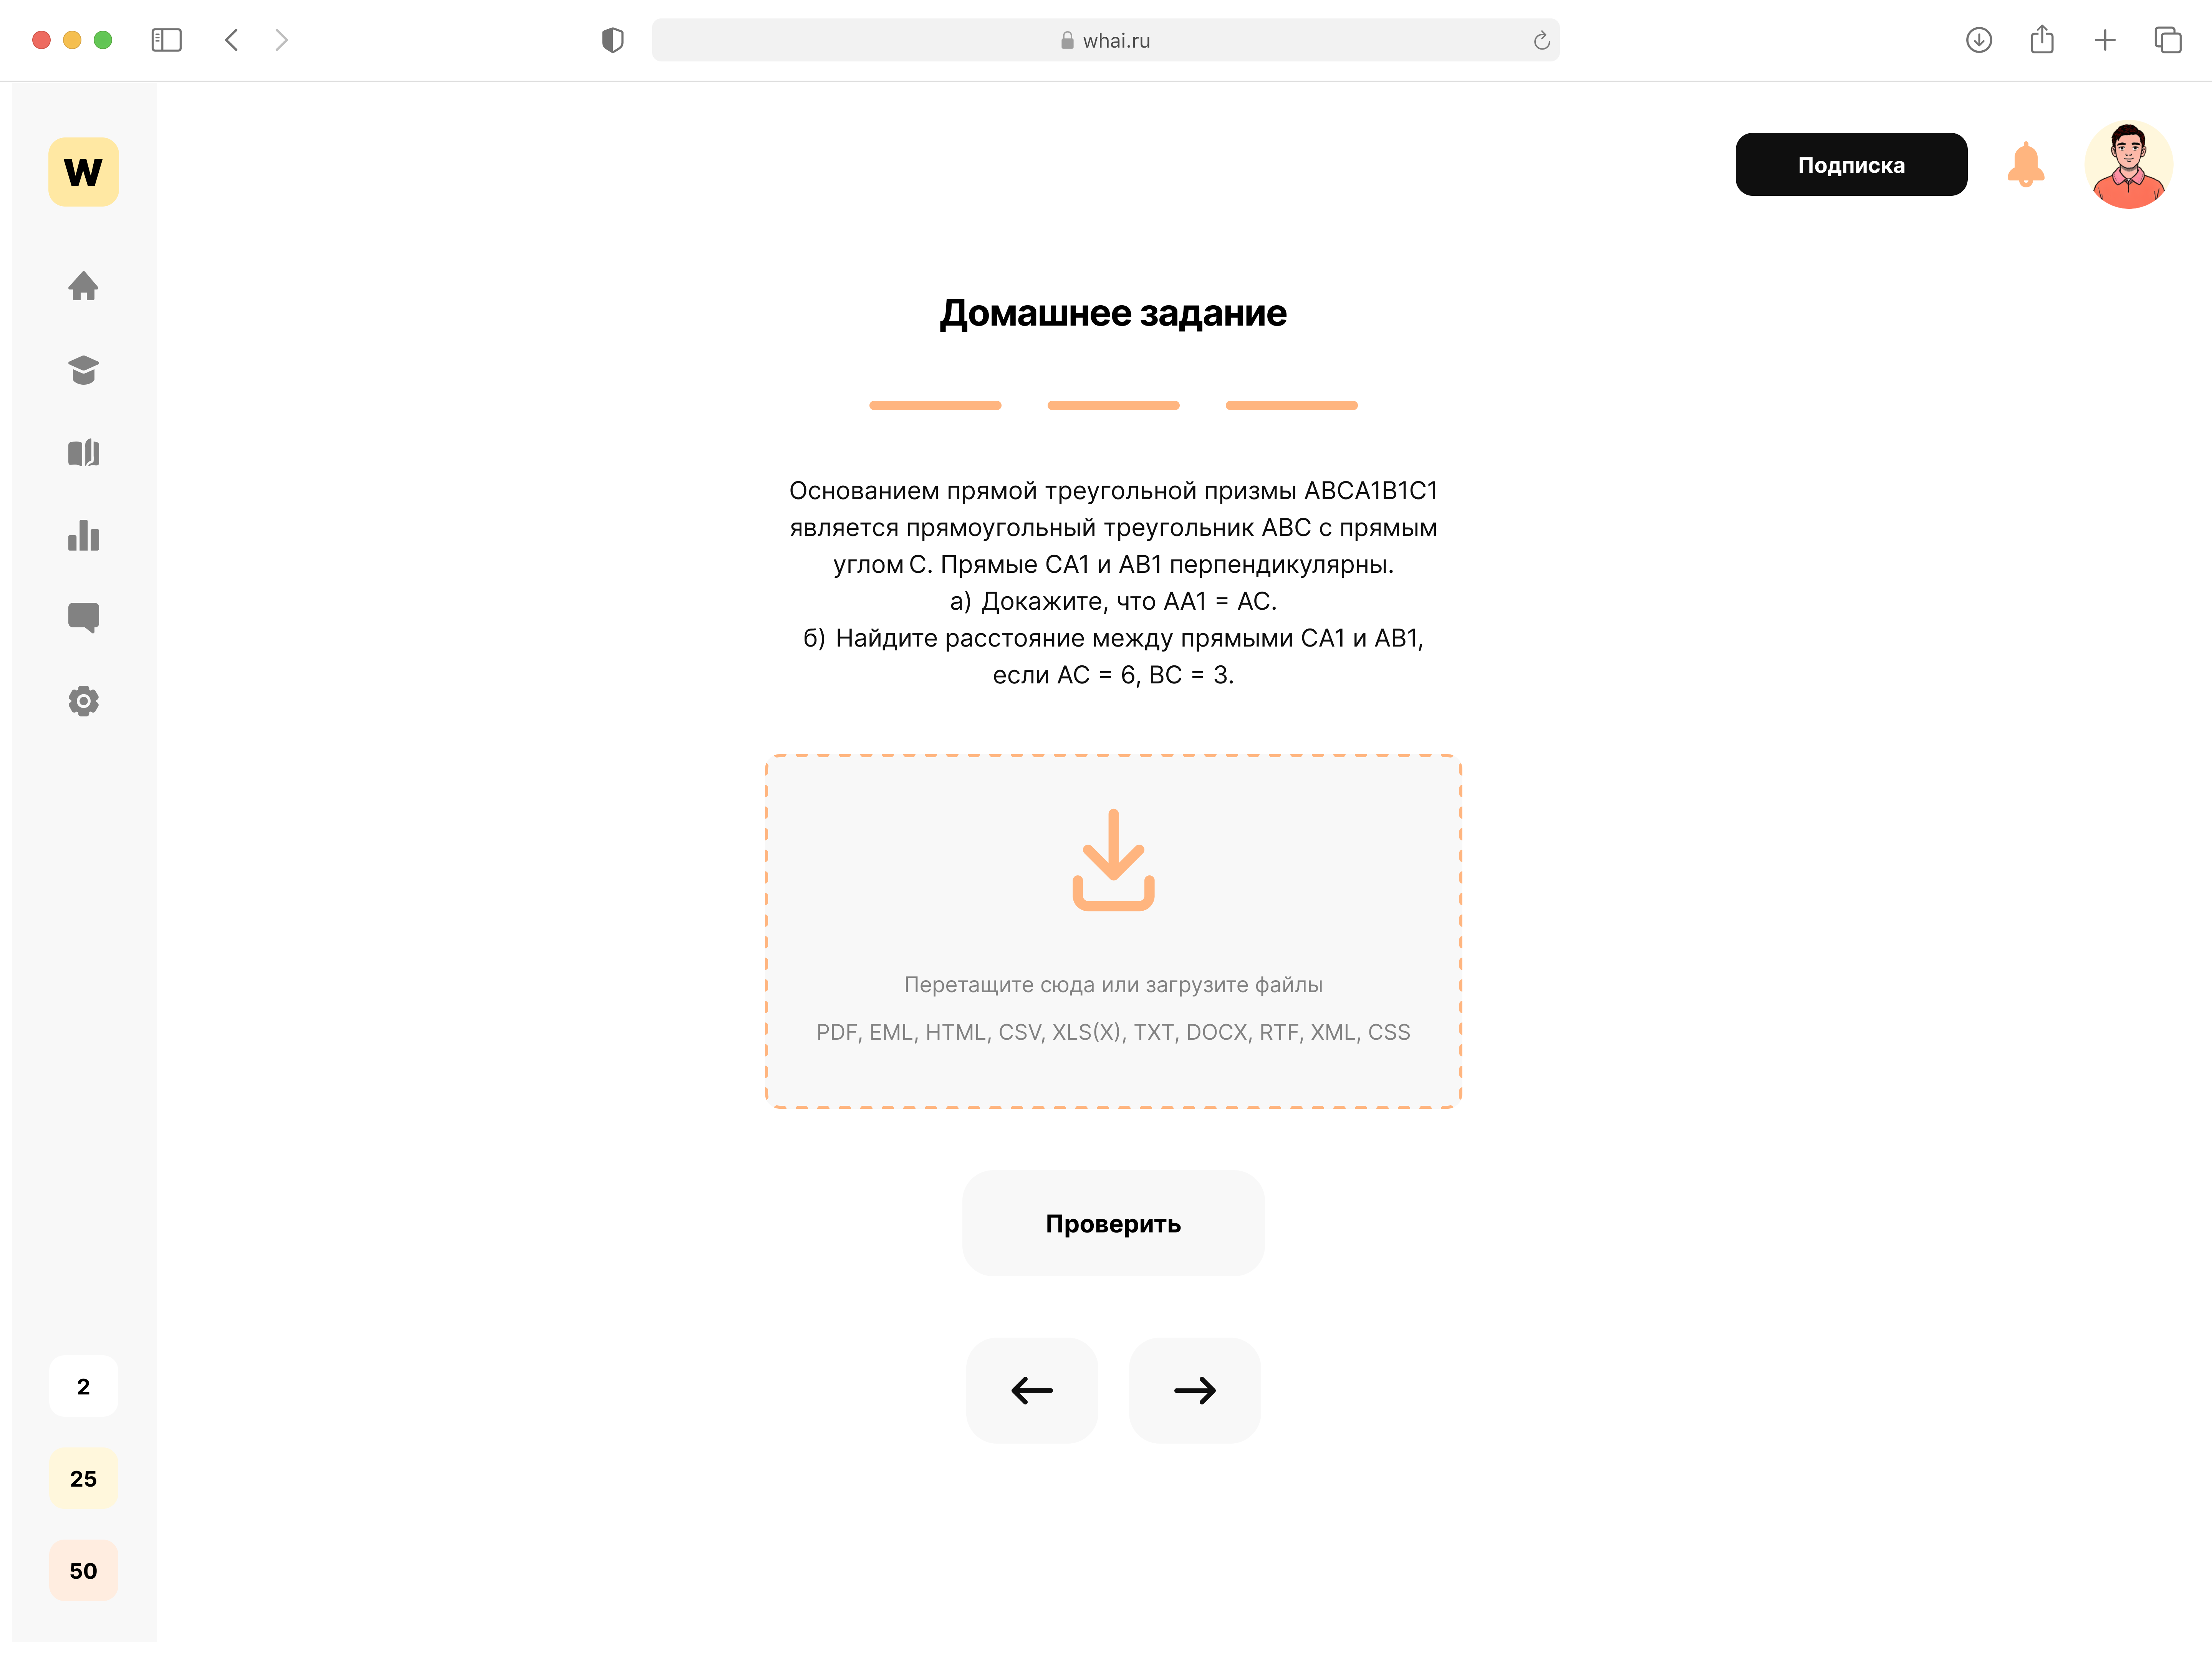 whai.ru
W
Подписка
Домашнее задание
Основанием прямой треугольной призмы ABCA1B1C1
является прямоугольный треугольник ABC с прямым
углом C. Прямые CA1 и AB1 перпендикулярны.
а) Докажите, что AA1 = AC.
б) Найдите расстояние между прямыми CA1 и AB1,
если AC = 6, BC = 3.
Перетащите сюда или загрузите файлы
PDF, EML, HTML, CSV, XLS(X), TXT, DOCX, RTF, XML, CSS
Проверить
2
25
50